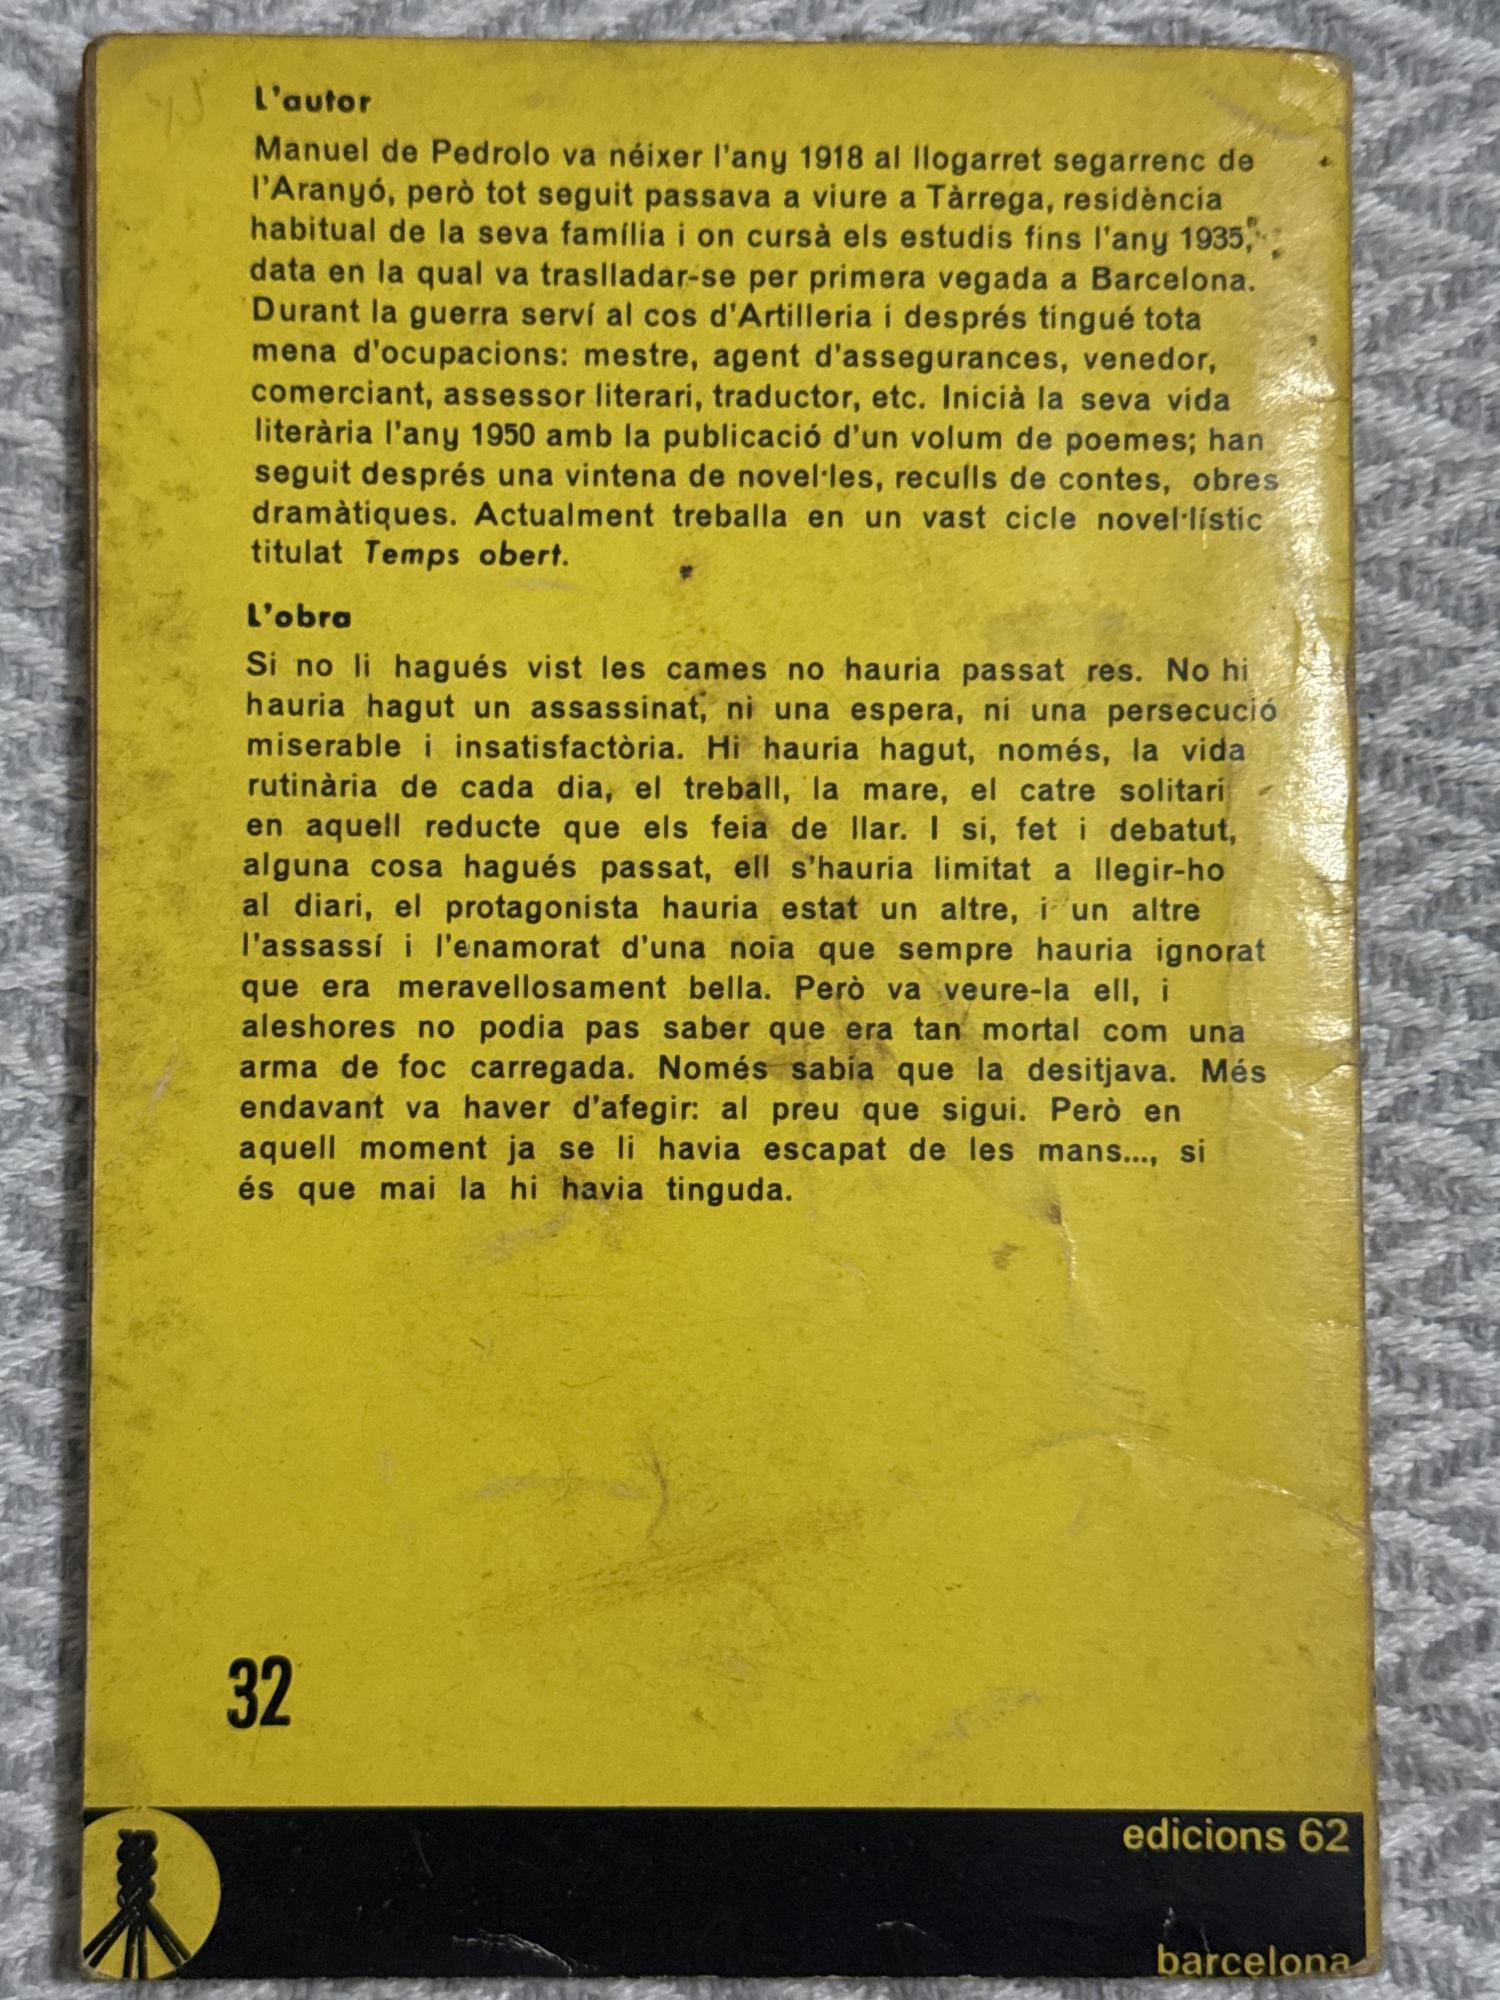 L'autor
Manuel de Pedrolo va néixer l'any 1918 al llogarret segarrenc de
l'Aranyó, però tot seguit passava a viure a Tàrrega, residència
habitual de la seva família i on cursà els estudis fins l'any 1935,
data en la qual va traslladar-se per primera vegada a Barcelona.
Durant la guerra serví al cos d'Artilleria i després tingué tota
mena d'ocupacions: mestre, agent d'assegurances, venedor,
comerciant, assessor literari, traductor, etc. Inicià la seva vida
literària l'any 1950 amb la publicació d'un volum de poemes; han
seguit després una vintena de novel·les, reculls de contes, obres
dramàtiques. Actualment treballa en un vast cicle novel·lístic
titulat Temps obert.
L'obra
Si no li hagués vist les cames no hauria passat res. No hi
hauria hagut un assassinat, ni una espera, ni una persecució
miserable i insatisfactòria. Hi hauria hagut, només, la vida
rutinària de cada dia, el treball, la mare, el catre solitari
en aquell reducte que els feia de llar. I si, fet i debatut,
alguna cosa hagués passat, ell s'hauria limitat a llegir-ho
al diari, el protagonista hauria estat un altre, i un altre
l'assassí i l'enamorat d'una noia que sempre hauria ignorat
que era meravellosament bella. Però va veure-la ell, i
aleshores no podia pas saber que era tan mortal com una
arma de foc carregada. Només sabia que la desitjava. Més
endavant va haver d'afegir: al preu que sigui. Però en
aquell moment ja se li havia escapat de les mans..., si
és que mai la hi havia tinguda.
32
edicions 62
barcelona